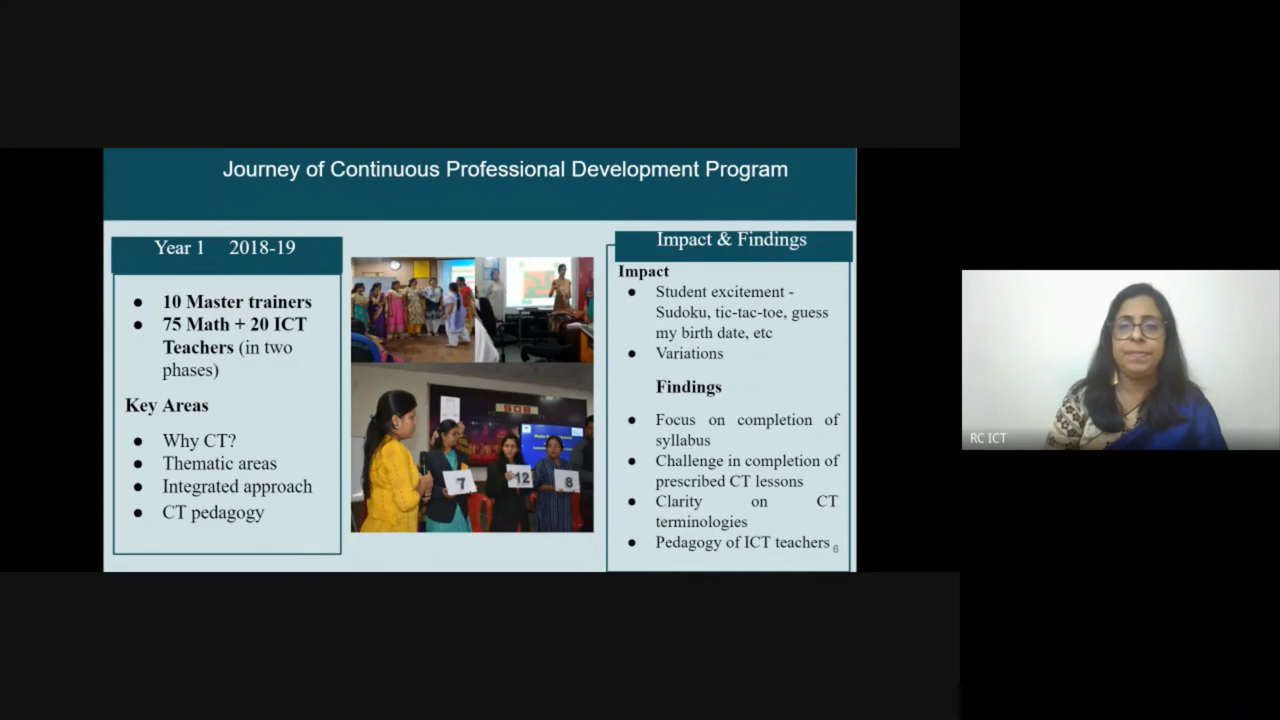 Journey of Continuous Professional Development Program
Year 1 2018-19
● 10 Master trainers
● 75 Math + 20 ICT
Teachers (in two
phases)
Key Areas
● Why CT?
● Thematic areas
● Integrated approach
● CT pedagogy
7
12
8
Impact & Findings
Impact
● Student excitement -
Sudoku, tic-tac-toe, guess
my birth date, etc
● Variations
Findings
● Focus on completion of
syllabus
● Challenge in completion of
prescribed CT lessons
● Clarity on CT
terminologies
● Pedagogy of ICT teachers
6
RC ICT